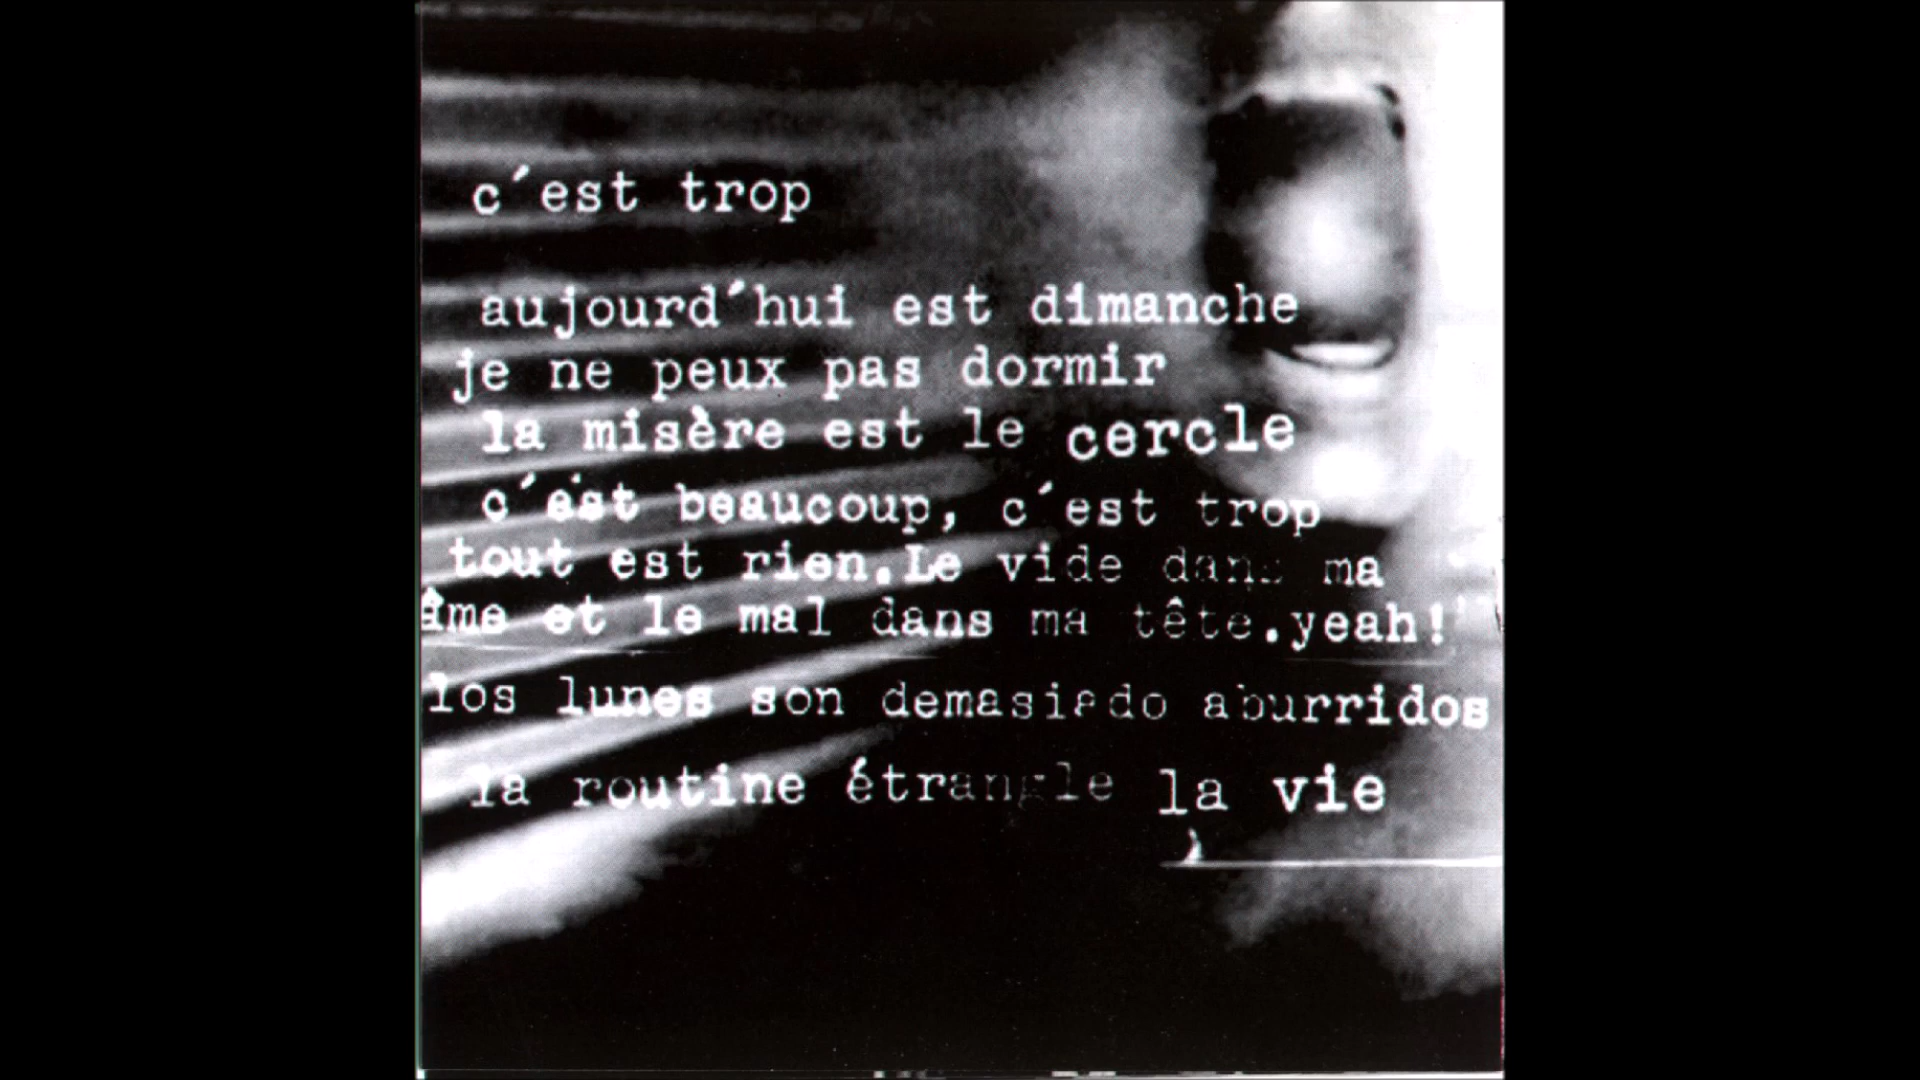 c´est trop
aujourd´hui est dimanche
je ne peux pas dormir
la misère est le cercle
c´est beaucoup, c´est trop
tout est rien.Le vide dans ma
âme et le mal dans ma tête.yeah!
los lunes son demasiado aburridos
la routine étrangle la vie